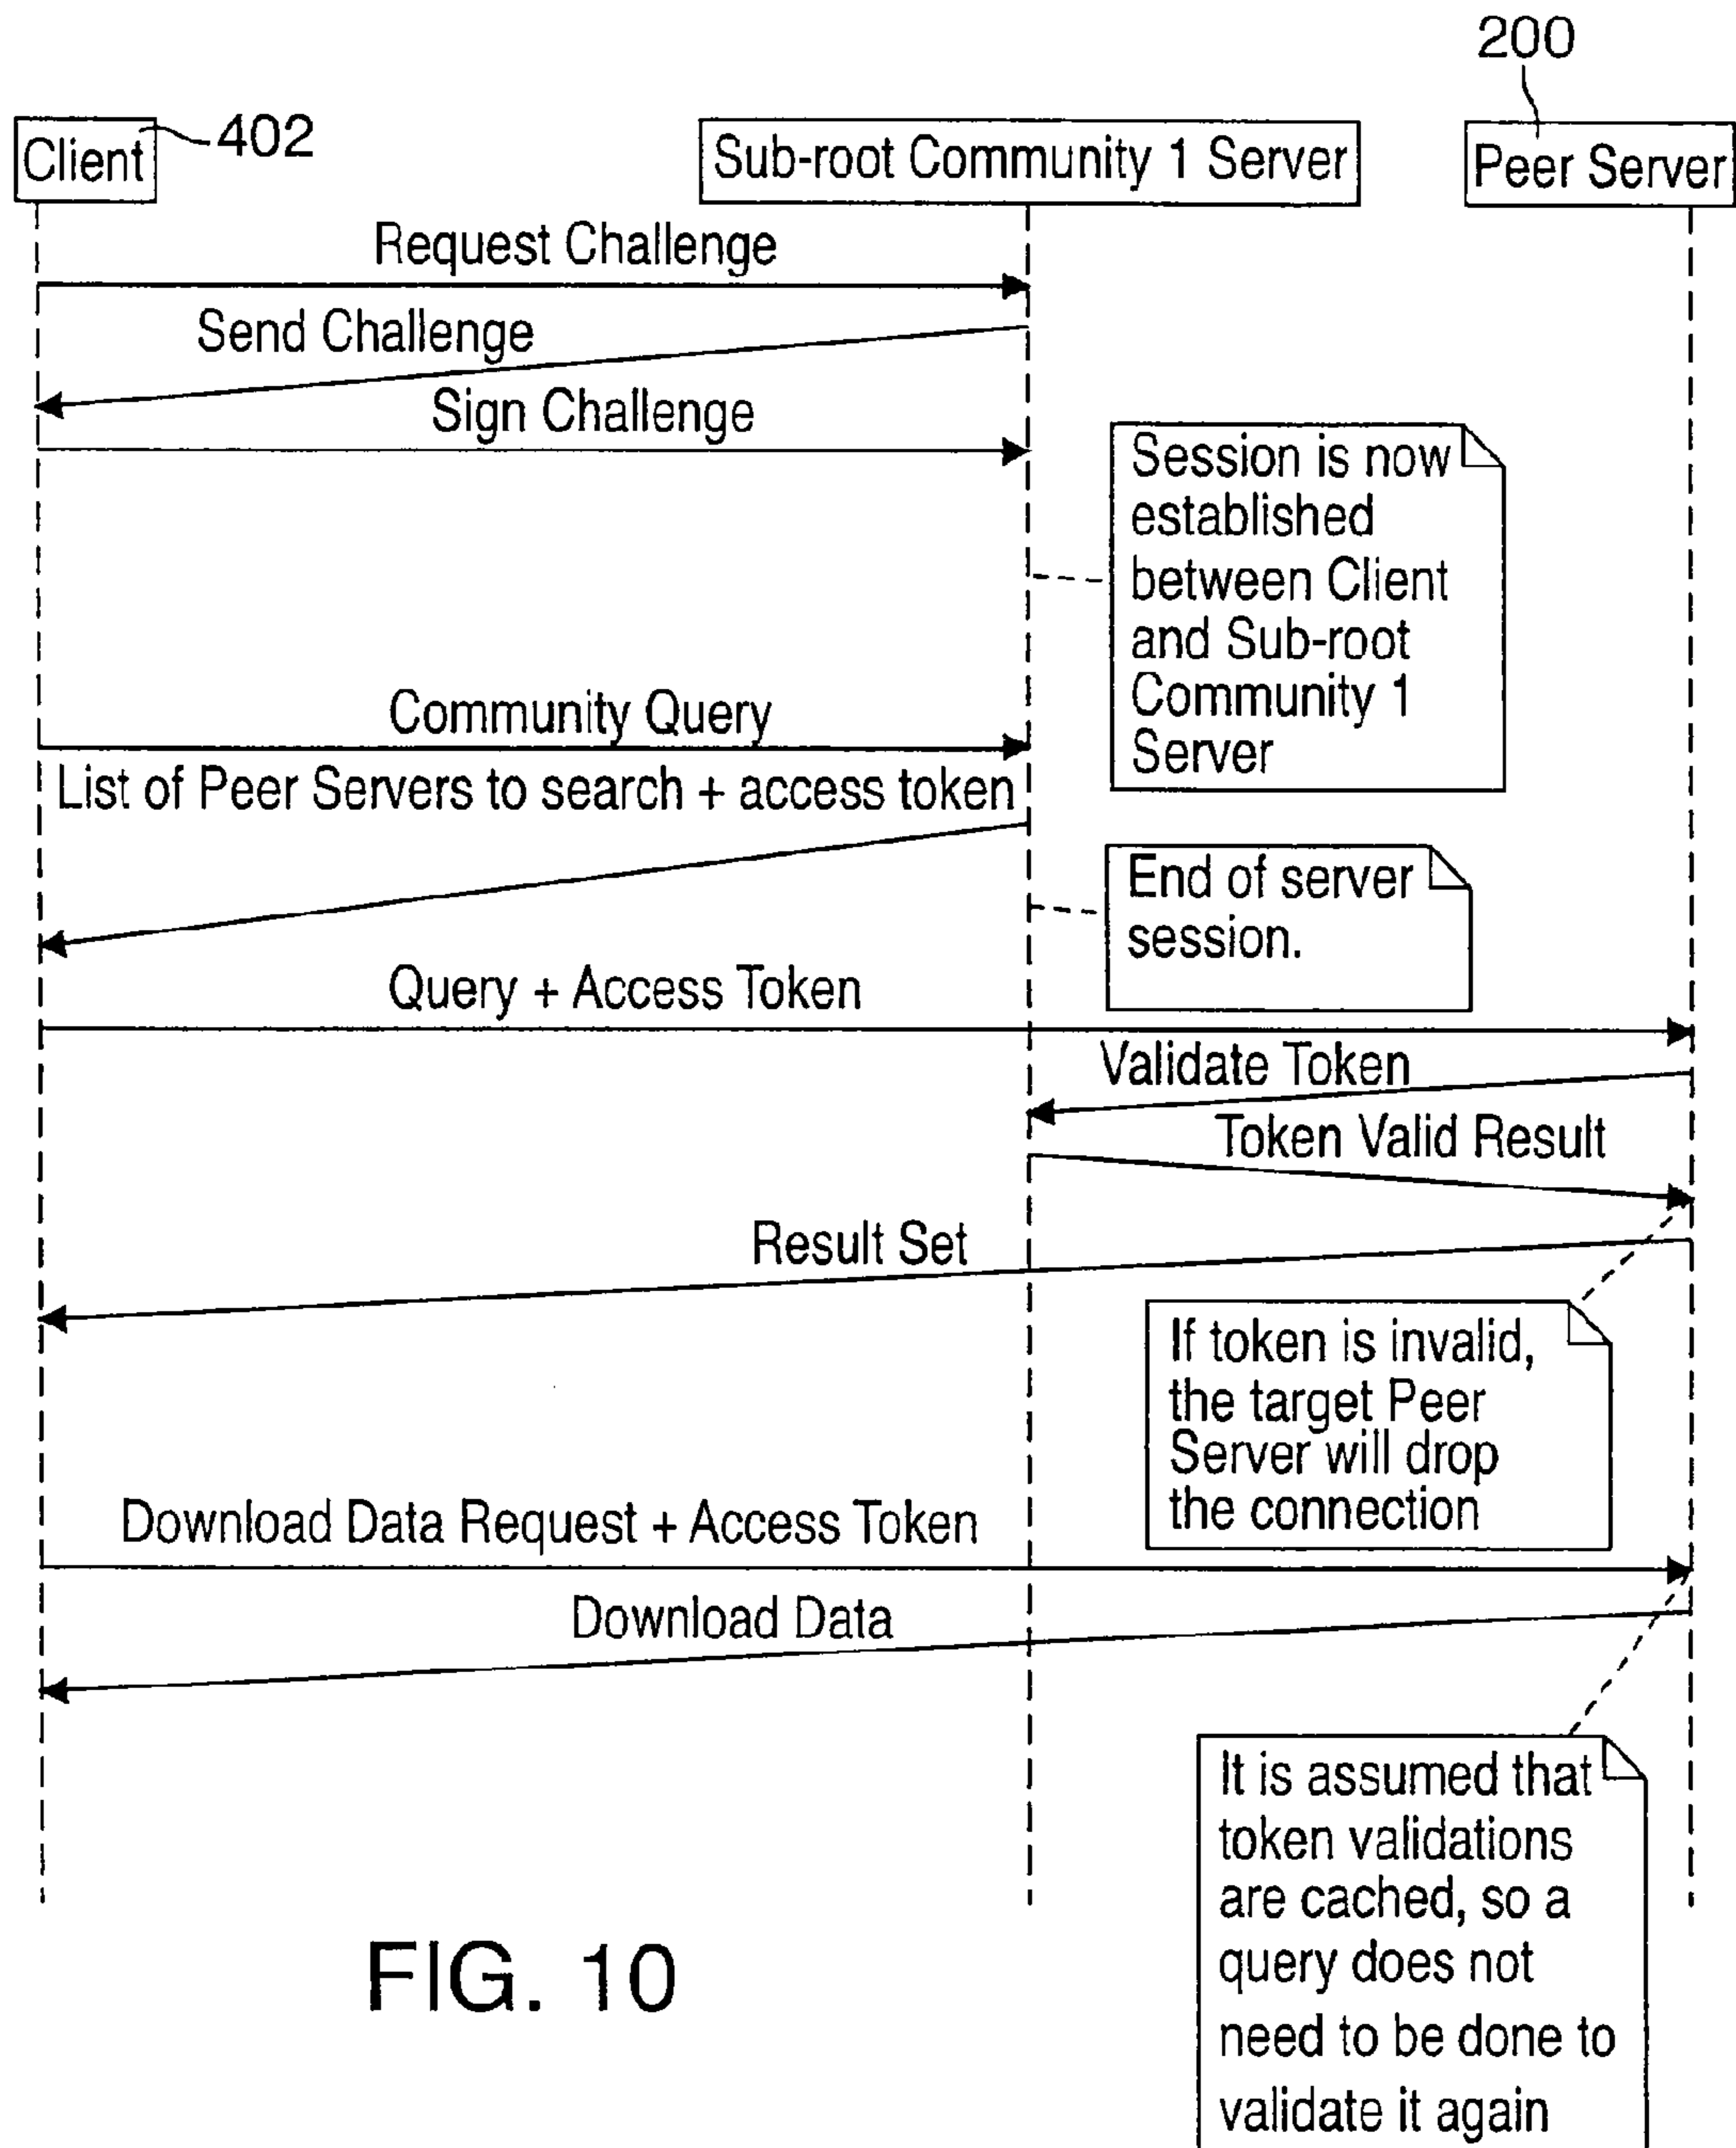 200
Client
402
Sub-root Community 1 Server
Peer Server
Request Challenge
Send Challenge
Sign Challenge
Session is now
established
between Client
and Sub-root
Community 1
Server
Community Query
List of Peer Servers to search + access token
End of server
session.
Query + Access Token
Validate Token
Token Valid Result
Result Set
If token is invalid,
the target Peer
Server will drop
the connection
Download Data Request + Access Token
Download Data
It is assumed that
token validations
are cached, so a
query does not
need to be done to
validate it again
FIG. 10